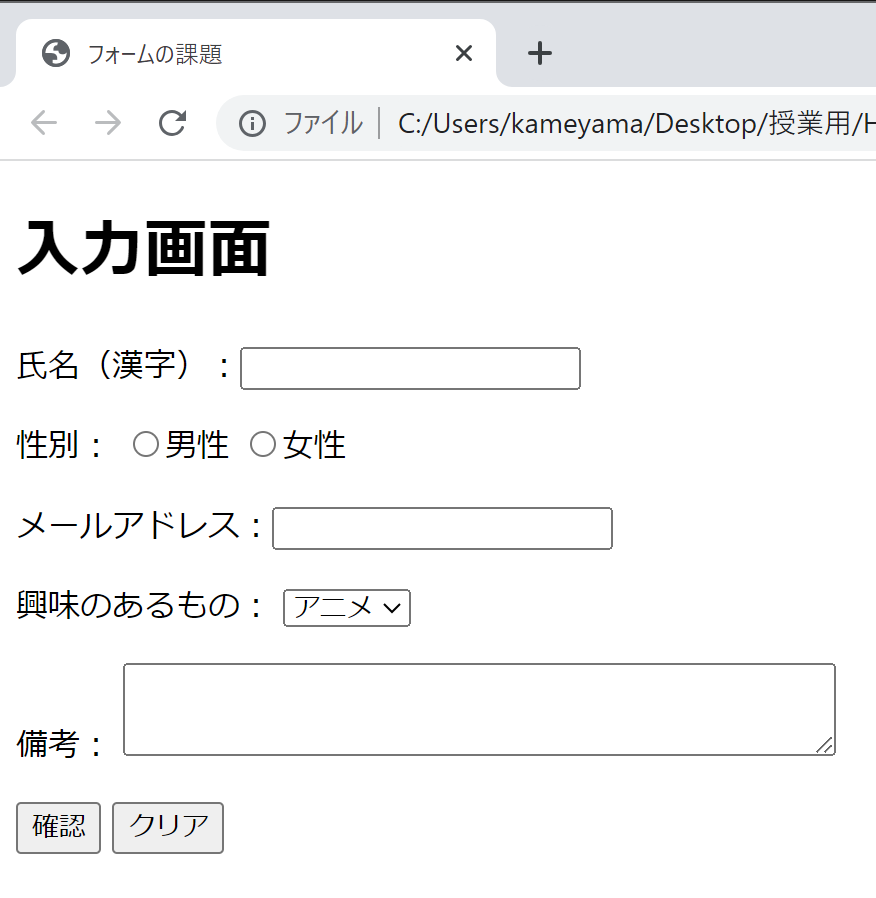 フォームの課題
ファイル C:/Users/kameyama/Desktop/授業用/H
入力画面
氏名（漢字）：
性別： 男性 女性
メールアドレス：
興味のあるもの： アニメ
備考：
確認 クリア